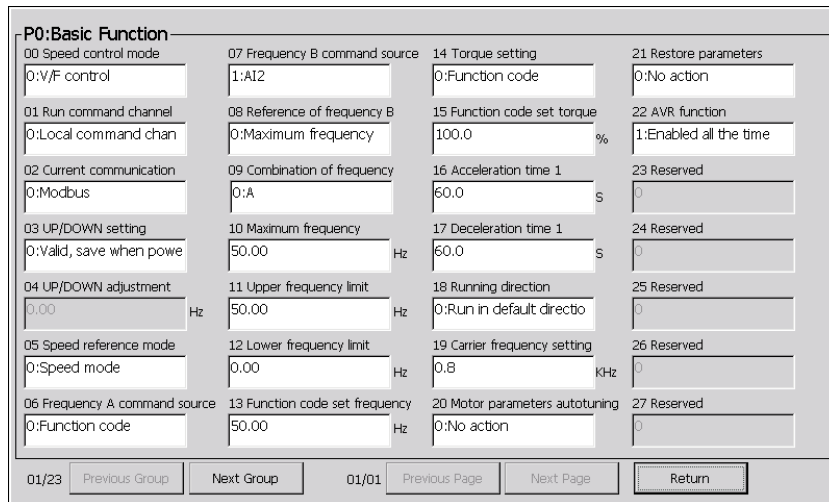 P0:Basic Function
00 Speed control mode
0:V/F control
01 Run command channel
0:Local command chan
02 Current communication
0:Modbus
03 UP/DOWN setting
0:Valid, save when powe
04 UP/DOWN adjustment
0.00 Hz
05 Speed reference mode
0:Speed mode
06 Frequency A command source
0:Function code
07 Frequency B command source
1:AI2
08 Reference of frequency B
0:Maximum frequency
09 Combination of frequency
0:A
10 Maximum frequency
50.00 Hz
11 Upper frequency limit
50.00 Hz
12 Lower frequency limit
0.00 Hz
13 Function code set frequency
50.00 Hz
14 Torque setting
0:Function code
15 Function code set torque
100.0 %
16 Acceleration time 1
60.0 S
17 Deceleration time 1
60.0 S
18 Running direction
0:Run in default directio
19 Carrier frequency setting
0.8 KHz
20 Motor parameters autotuning
0:No action
21 Restore parameters
0:No action
22 AVR function
1:Enabled all the time
23 Reserved
0
24 Reserved
0
25 Reserved
0
26 Reserved
0
27 Reserved
0
01/23 Previous Group Next Group 01/01 Previous Page Next Page Return